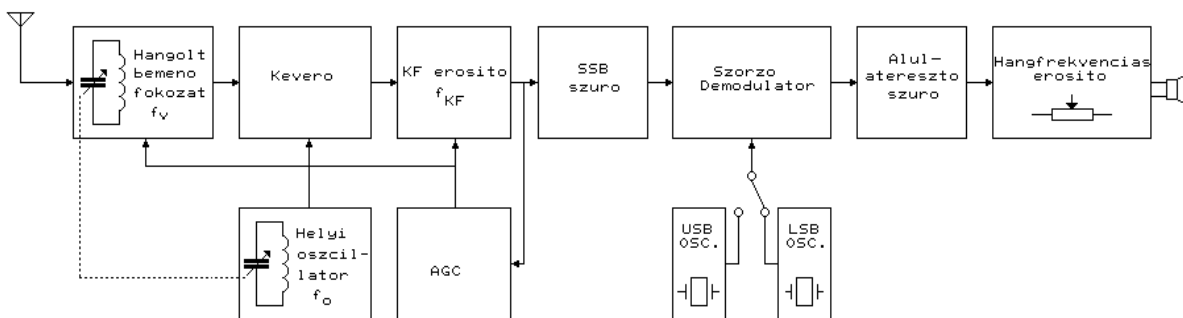 Hangolt
bemeno
fokozat
fv
Kevero
KF erosito
fKF
SSB
szuro
Szorzo
Demodulator
Alul-
atereszto
szuro
Hangfrekvencias
erosito
Helyi
oszcil-
lator
fo
AGC
USB
OSC.
LSB
OSC.